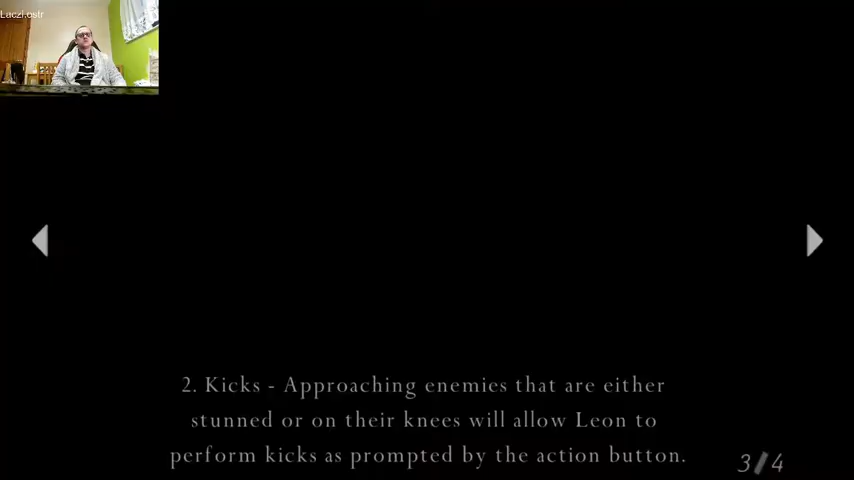 Laczl.ostr
2. Kicks - Approaching enemies that are either
stunned or on their knees will allow Leon to
perform kicks as prompted by the action button.
3/4